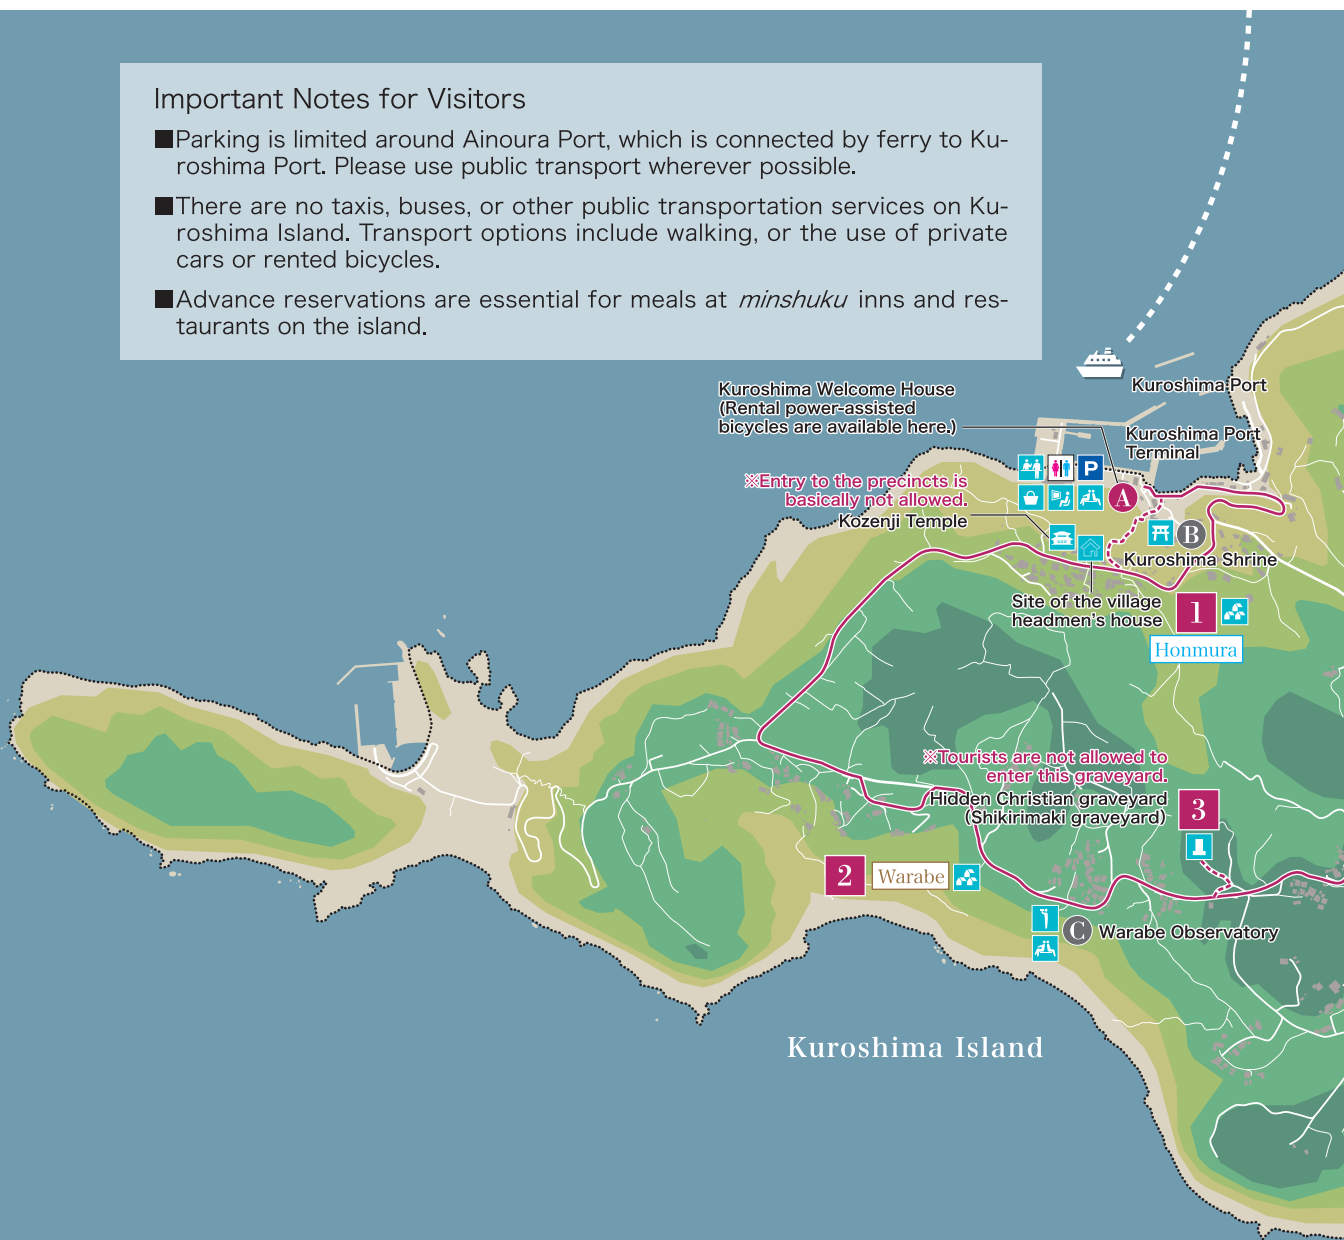 Important Notes for Visitors
■Parking is limited around Ainoura Port, which is connected by ferry to Ku-
roshima Port. Please use public transport wherever possible.
■There are no taxis, buses, or other public transportation services on Ku-
roshima Island. Transport options include walking, or the use of private
cars or rented bicycles.
■Advance reservations are essential for meals at minshuku inns and res-
taurants on the island.
Kuroshima Welcome House
(Rental power-assisted
bicycles are available here.)
Kuroshima Port
Kuroshima Port
Terminal
P
A
※Entry to the precincts is
basically not allowed.
Kozenji Temple
B
Kuroshima Shrine
Site of the village
headmen's house
1
Honmura
※Tourists are not allowed to
enter this graveyard.
Hidden Christian graveyard
(Shikirimaki graveyard)
3
2
Warabe
C
Warabe Observatory
Kuroshima Island